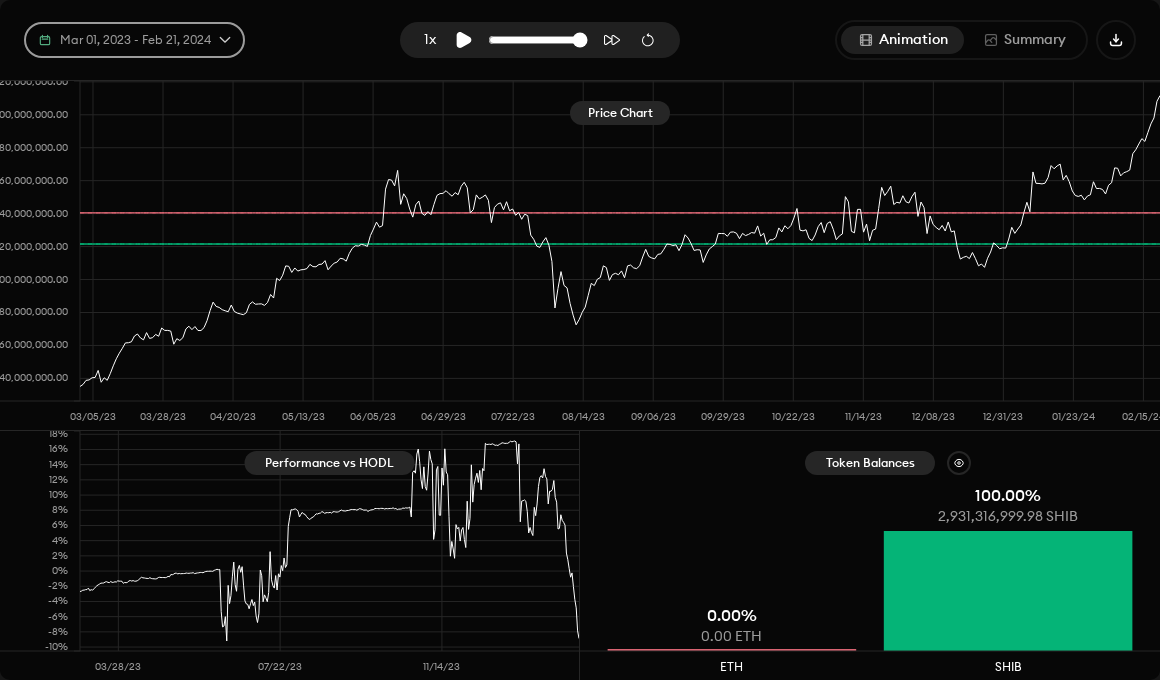 Mar 01, 2023 - Feb 21, 2024
1x
Animation
Summary
Price Chart
20,000,000.00
00,000,000.00
80,000,000.00
60,000,000.00
40,000,000.00
20,000,000.00
00,000,000.00
80,000,000.00
60,000,000.00
40,000,000.00
03/05/23 03/28/23 04/20/23 05/13/23 06/05/23 06/29/23 07/22/23 08/14/23 09/06/23 09/29/23 10/22/23 11/14/23 12/08/23 12/31/23 01/23/24 02/15/24
Performance vs HODL
18%
16%
14%
12%
10%
8%
6%
4%
2%
0%
-2%
-4%
-6%
-8%
-10%
03/28/23 07/22/23 11/14/23
Token Balances
100.00%
2,931,316,999.98 SHIB
0.00%
0.00 ETH
ETH SHIB